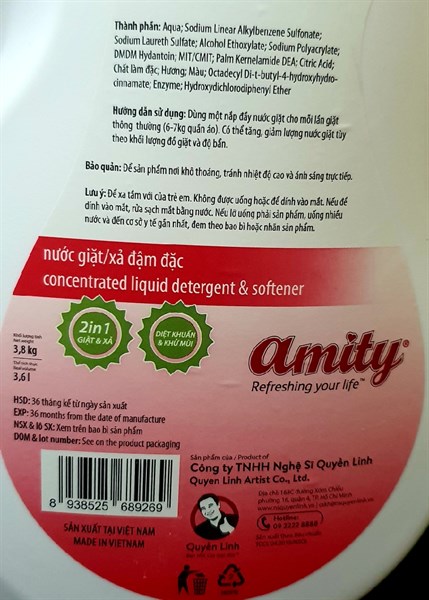 Thành phần: Aqua; Sodium Linear Alkylbenzene Sulfonate;
Sodium Laureth Sulfate; Alcohol Ethoxylate; Sodium Polyacrylate;
DMDM Hydantoin; MIT/CMIT; Palm Kernelamide DEA; Citric Acid;
Chất làm đặc; Hương; Màu; Octadecyl Di-t-butyl-4-hydroxyhydro-
cinnamate; Enzyme; Hydroxydichlorodiphenyl Ether
Hướng dẫn sử dụng: Dùng một nắp đầy nước giặt cho mỗi lần giặt
thông thường (6-7kg quần áo). Có thể tăng, giảm lượng nước giặt tùy
theo khối lượng đồ giặt và độ bẩn.
Bảo quản: Để sản phẩm nơi khô thoáng, tránh nhiệt độ cao và ánh sáng trực tiếp.
Lưu ý: Để xa tầm với của trẻ em. Không được uống hoặc để dính vào mắt. Nếu để
dính vào mắt, rửa sạch mắt bằng nước. Nếu lỡ uống phải sản phẩm, uống nhiều
nước và đến cơ sở y tế gần nhất, đem theo bao bì hoặc nhãn sản phẩm.
nước giặt/xả đậm đặc
concentrated liquid detergent & softener
2in1
GIẶT & XẢ
DIỆT KHUẨN
& KHỬ MÙI
amity®
Refreshing your life™
3,8 kg
3,6 l
HSD: 36 tháng kể từ ngày sản xuất
EXP: 36 months from the date of manufacture
NSX & lô SX: Xem trên bao bì sản phẩm
DOM & lot number: See on the product packaging
8 938525 689269
SẢN XUẤT TẠI VIỆT NAM
MADE IN VIETNAM
Sản phẩm của / Product of
Công ty TNHH Nghệ Sĩ Quyền Linh
Quyen Linh Artist Co., Ltd.
Hotline:
09 2222 8888
Quyền Linh